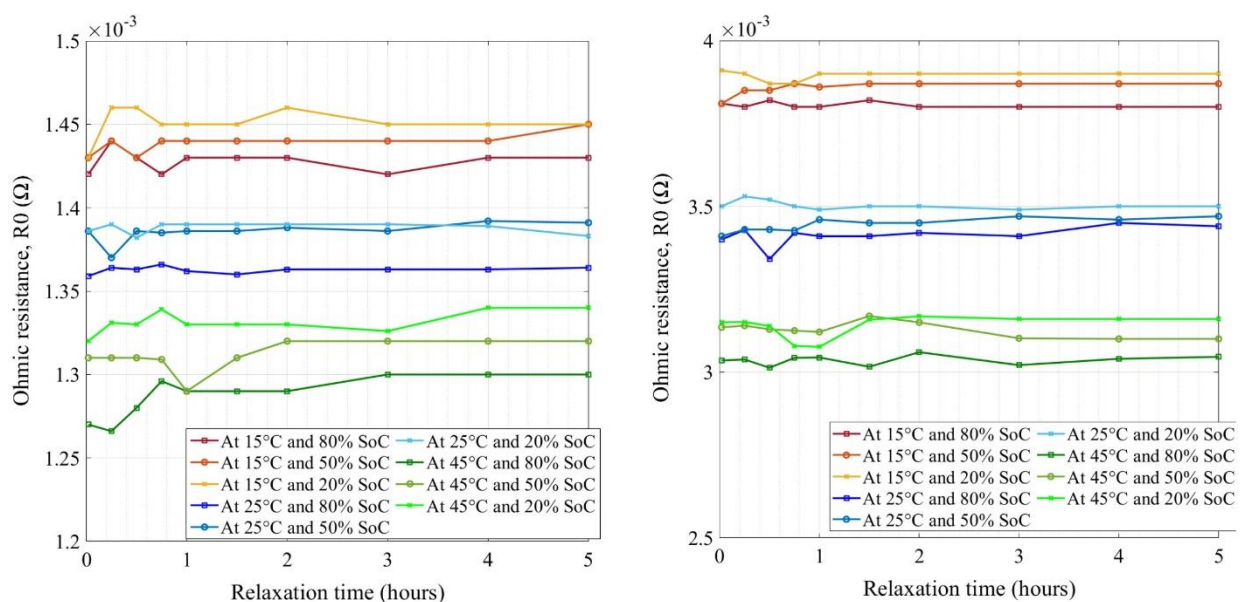 ×10⁻³
1.5
1.45
1.4
1.35
1.3
1.25
1.2
Ohmic resistance, R0 (Ω)
0 1 2 3 4 5
Relaxation time (hours)
At 15°C and 80% SoC
At 15°C and 50% SoC
At 15°C and 20% SoC
At 25°C and 80% SoC
At 25°C and 50% SoC
At 25°C and 20% SoC
At 45°C and 80% SoC
At 45°C and 50% SoC
At 45°C and 20% SoC
×10⁻³
4
3.5
3
2.5
Ohmic resistance, R0 (Ω)
0 1 2 3 4 5
Relaxation time (hours)
At 15°C and 80% SoC
At 15°C and 50% SoC
At 15°C and 20% SoC
At 25°C and 80% SoC
At 25°C and 50% SoC
At 25°C and 20% SoC
At 45°C and 80% SoC
At 45°C and 50% SoC
At 45°C and 20% SoC